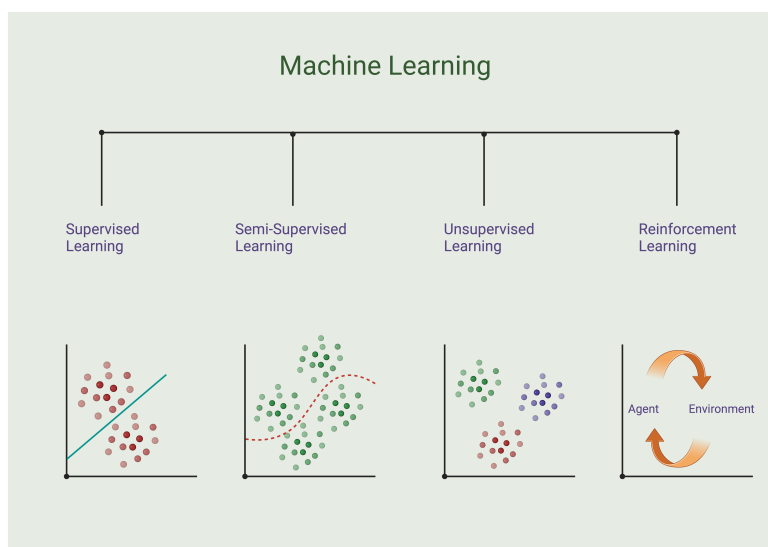 Machine Learning
Supervised
Learning
Semi-Supervised
Learning
Unsupervised
Learning
Reinforcement
Learning
Agent
Environment